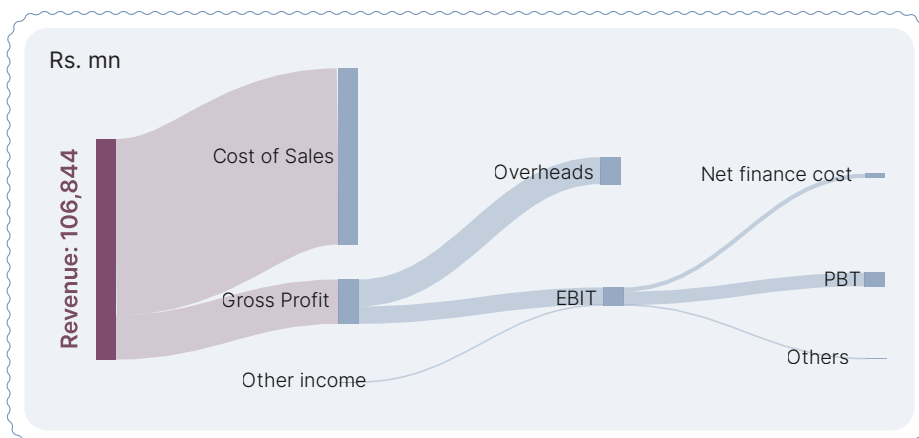 Rs. mn
Revenue: 106,844
Cost of Sales
Gross Profit
Other income
Overheads
EBIT
Net finance cost
PBT
Others